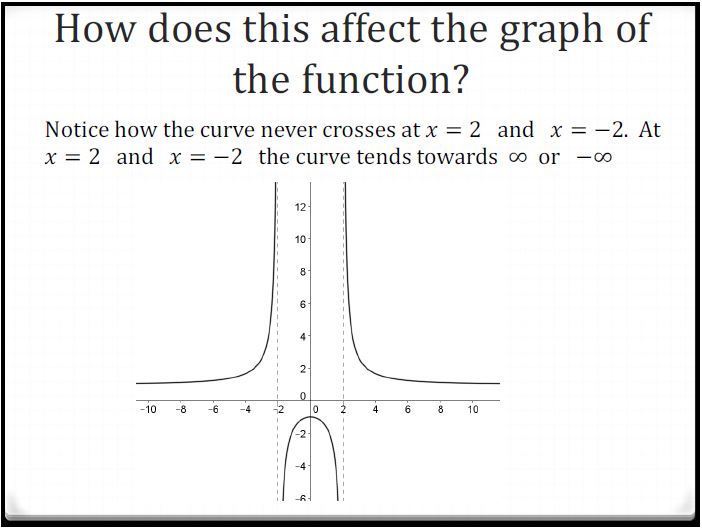 How does this affect the graph of
the function?
Notice how the curve never crosses at x = 2 and x = −2. At
x = 2 and x = −2 the curve tends towards ∞ or −∞
12
10
8
6
4
2
0
-10 -8 -6 -4 -2 0 2 4 6 8 10
-2
-4
-6